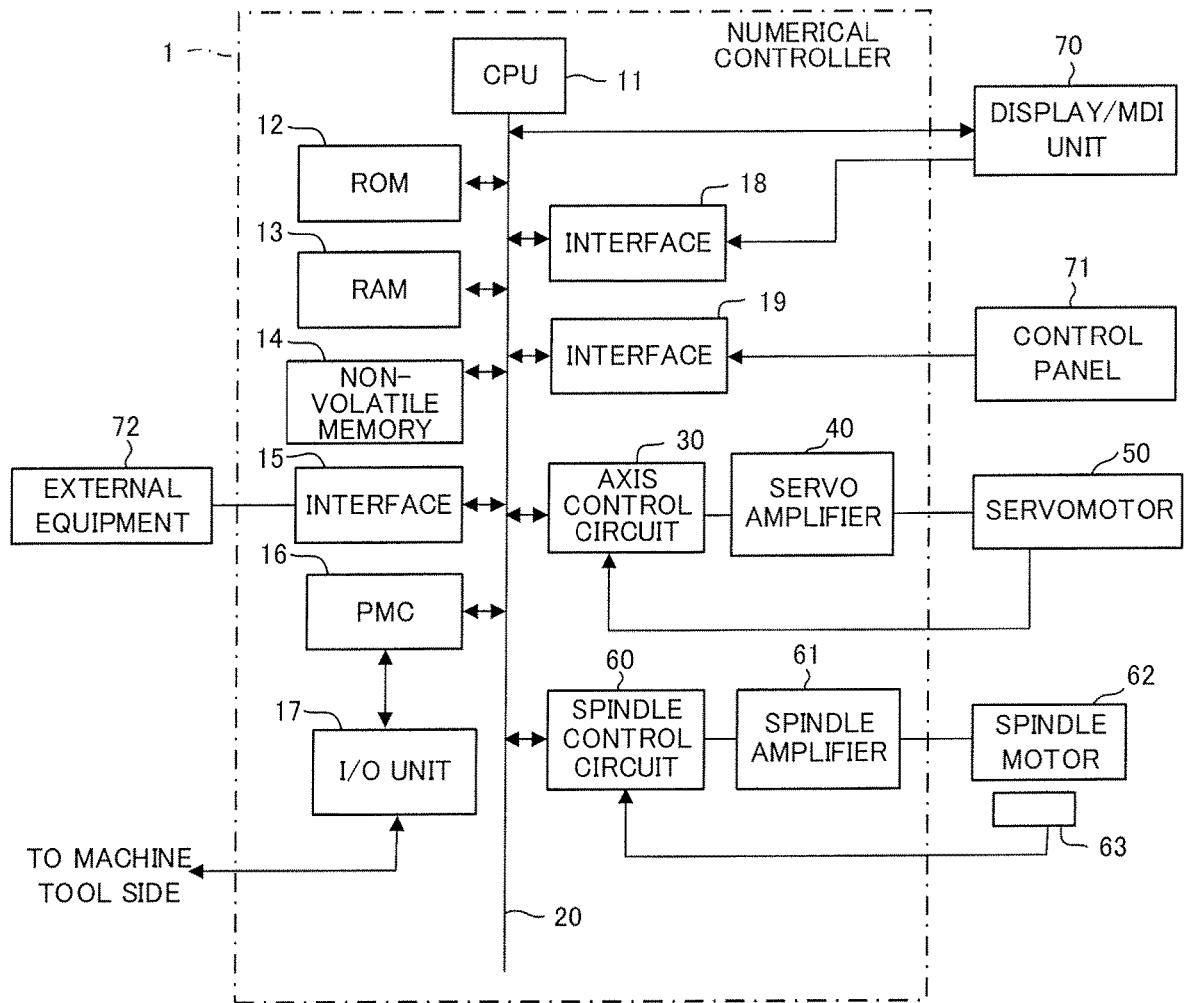 1
NUMERICAL
CONTROLLER
CPU
11
70
DISPLAY/MDI
UNIT
12
ROM
18
INTERFACE
13
RAM
19
INTERFACE
71
CONTROL
PANEL
14
NON-
VOLATILE
MEMORY
72
EXTERNAL
EQUIPMENT
15
INTERFACE
30
AXIS
CONTROL
CIRCUIT
40
SERVO
AMPLIFIER
50
SERVOMOTOR
16
PMC
60
SPINDLE
CONTROL
CIRCUIT
61
SPINDLE
AMPLIFIER
62
SPINDLE
MOTOR
17
I/O UNIT
63
TO MACHINE
TOOL SIDE
20